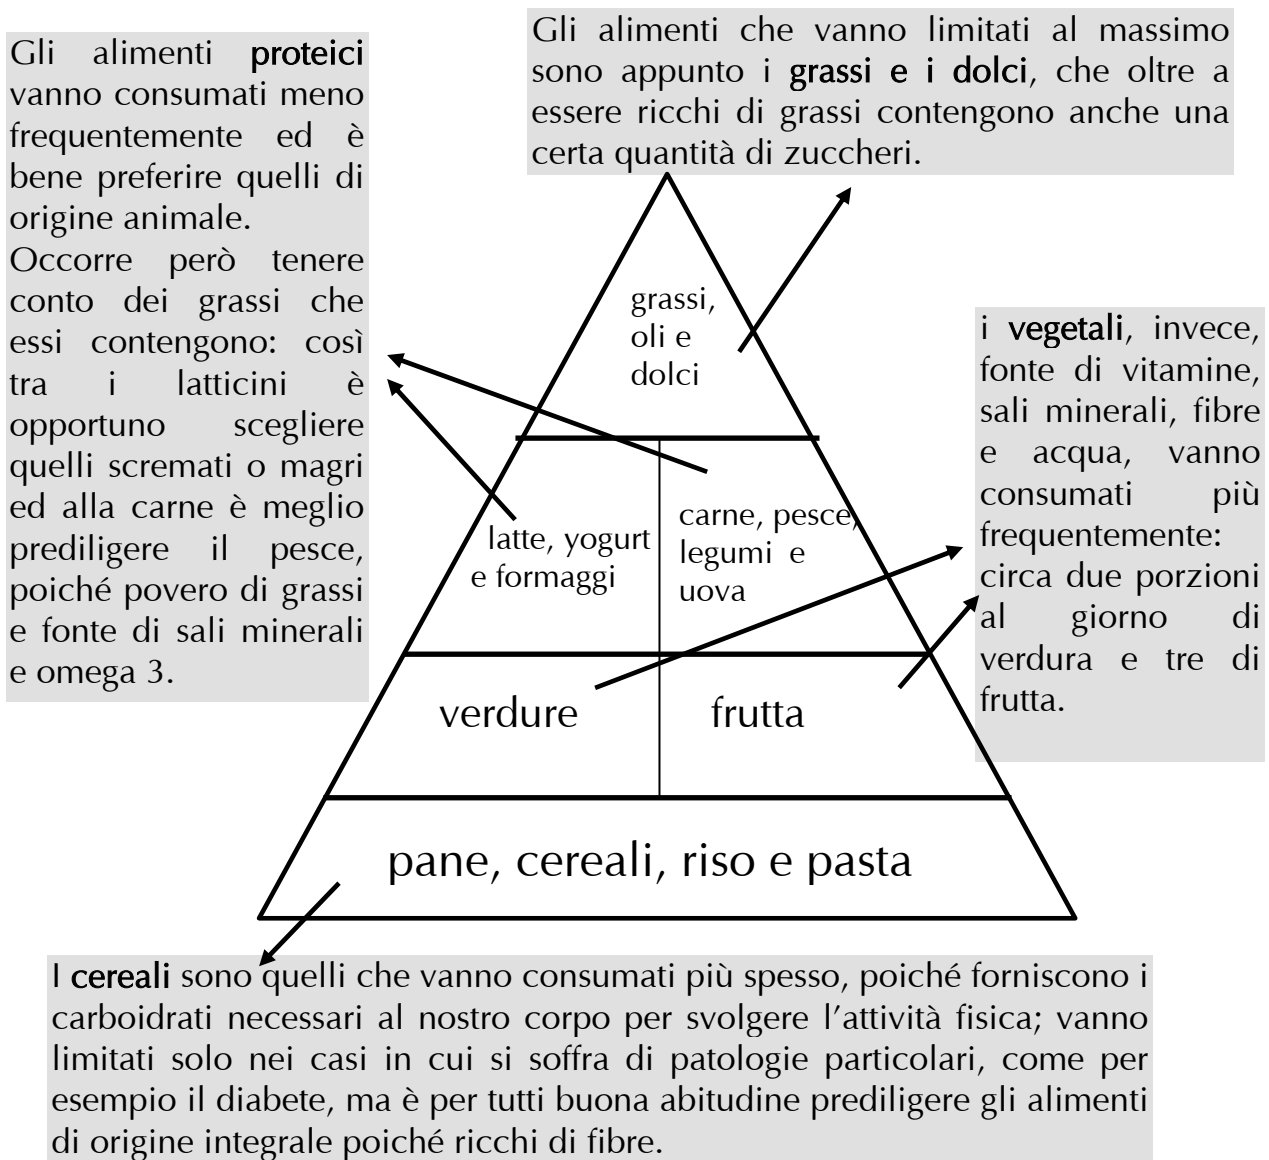 Gli alimenti proteici
vanno consumati meno
frequentemente ed è
bene preferire quelli di
origine animale.
Occorre però tenere
conto dei grassi che
essi contengono: così
tra i latticini è
opportuno scegliere
quelli scremati o magri
ed alla carne è meglio
prediligere il pesce,
poiché povero di grassi
e fonte di sali minerali
e omega 3.
Gli alimenti che vanno limitati al massimo
sono appunto i grassi e i dolci, che oltre a
essere ricchi di grassi contengono anche una
certa quantità di zuccheri.
grassi,
oli e
dolci
latte, yogurt
e formaggi
carne, pesce,
legumi e
uova
i vegetali, invece,
fonte di vitamine,
sali minerali, fibre
e acqua, vanno
consumati più
frequentemente:
circa due porzioni
al giorno di
verdura e tre di
frutta.
verdure
frutta
pane, cereali, riso e pasta
I cereali sono quelli che vanno consumati più spesso, poiché forniscono i
carboidrati necessari al nostro corpo per svolgere l'attività fisica; vanno
limitati solo nei casi in cui si soffra di patologie particolari, come per
esempio il diabete, ma è per tutti buona abitudine prediligere gli alimenti
di origine integrale poiché ricchi di fibre.